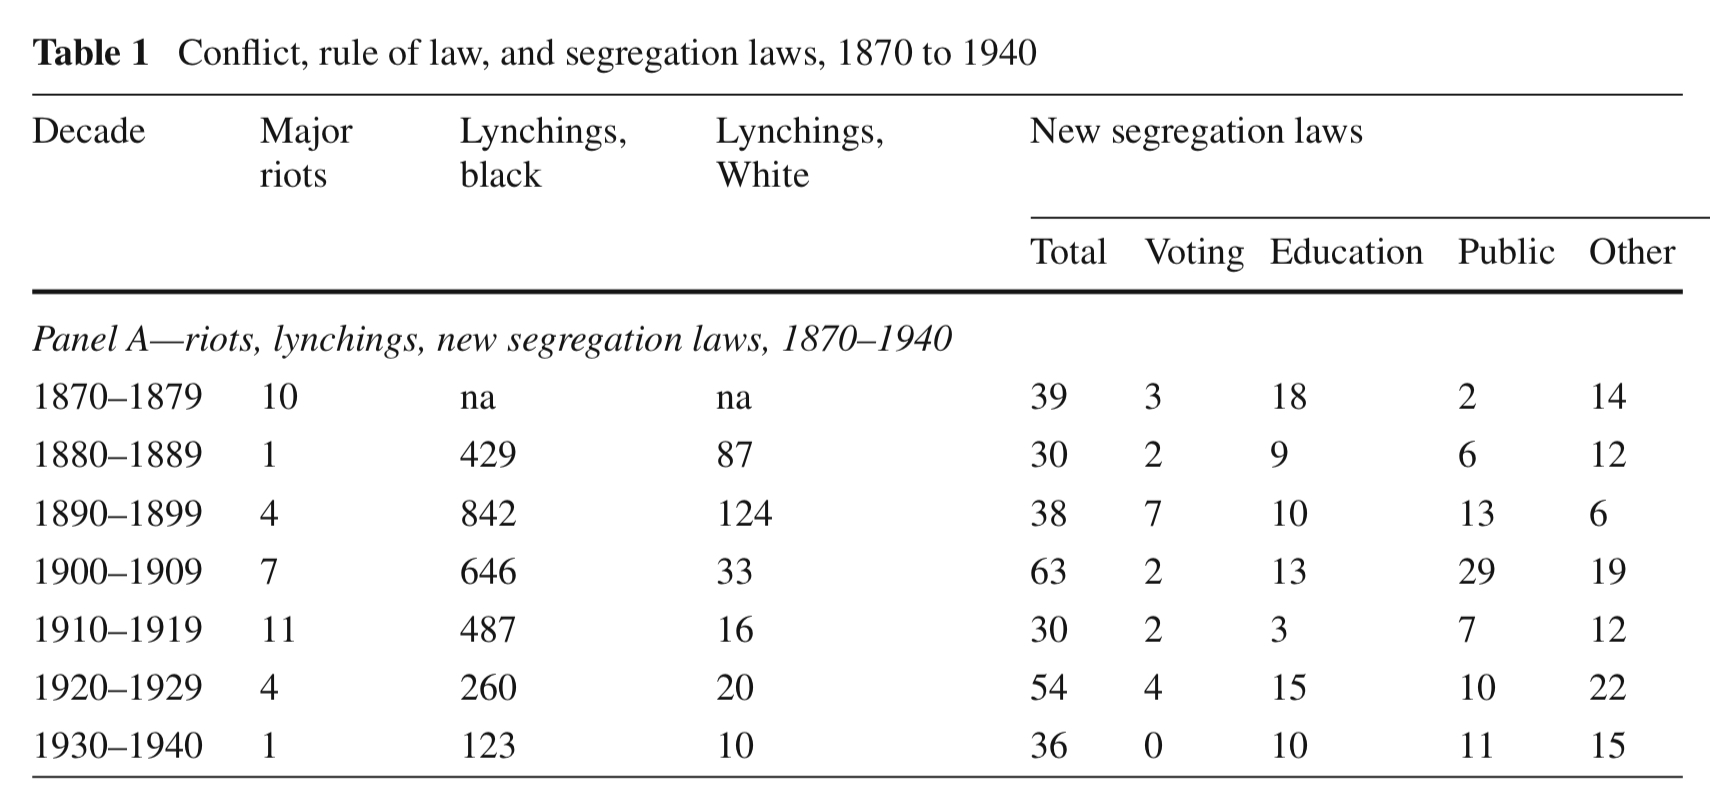 Table 1 Conflict, rule of law, and segregation laws, 1870 to 1940
Decade Major riots Lynchings, black Lynchings, White New segregation laws
Total Voting Education Public Other
Panel A—riots, lynchings, new segregation laws, 1870–1940
1870–1879 10 na na 39 3 18 2 14
1880–1889 1 429 87 30 2 9 6 12
1890–1899 4 842 124 38 7 10 13 6
1900–1909 7 646 33 63 2 13 29 19
1910–1919 11 487 16 30 2 3 7 12
1920–1929 4 260 20 54 4 15 10 22
1930–1940 1 123 10 36 0 10 11 15